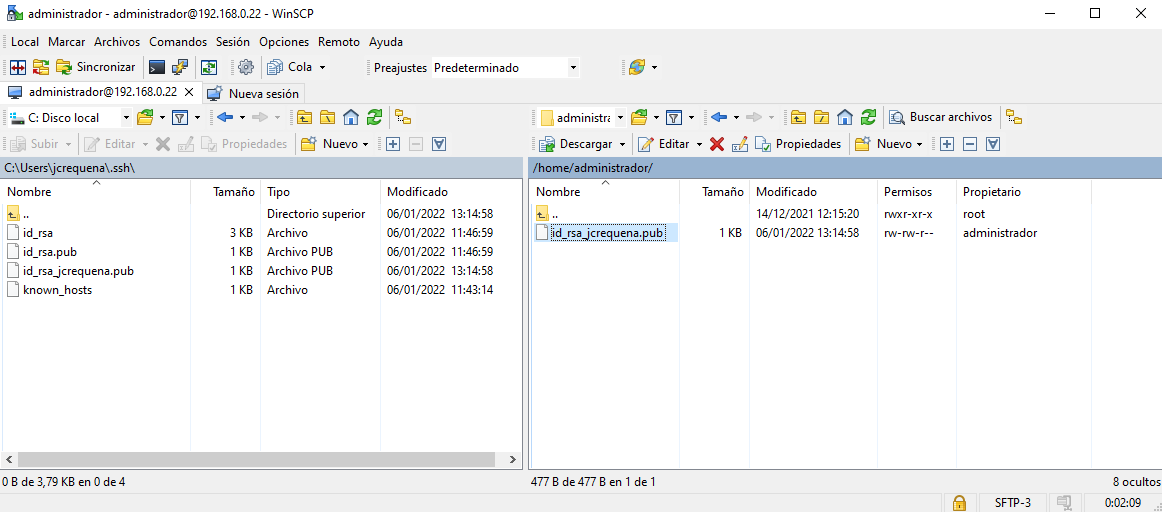 administrador - administrador@192.168.0.22 - WinSCP
Local Marcar Archivos Comandos Sesión Opciones Remoto Ayuda
Sincronizar Cola Preajustes Predeterminado
administrador@192.168.0.22 Nueva sesión
C: Disco local
Subir Editar Propiedades Nuevo
C:\Users\jcrequena\.ssh\
Nombre Tamaño Tipo Modificado
.. Directorio superior 06/01/2022 13:14:58
id_rsa 3 KB Archivo 06/01/2022 11:46:59
id_rsa.pub 1 KB Archivo PUB 06/01/2022 11:46:59
id_rsa_jcrequena.pub 1 KB Archivo PUB 06/01/2022 13:14:58
known_hosts 1 KB Archivo 06/01/2022 11:43:14
0 B de 3,79 KB en 0 de 4
administra Buscar archivos
Descargar Editar Propiedades Nuevo
/home/administrador/
Nombre Tamaño Modificado Permisos Propietario
.. 14/12/2021 12:15:20 rwxr-xr-x root
id_rsa_jcrequena.pub 1 KB 06/01/2022 13:14:58 rw-rw-r-- administrador
477 B de 477 B en 1 de 1 8 ocultos
SFTP-3 0:02:09